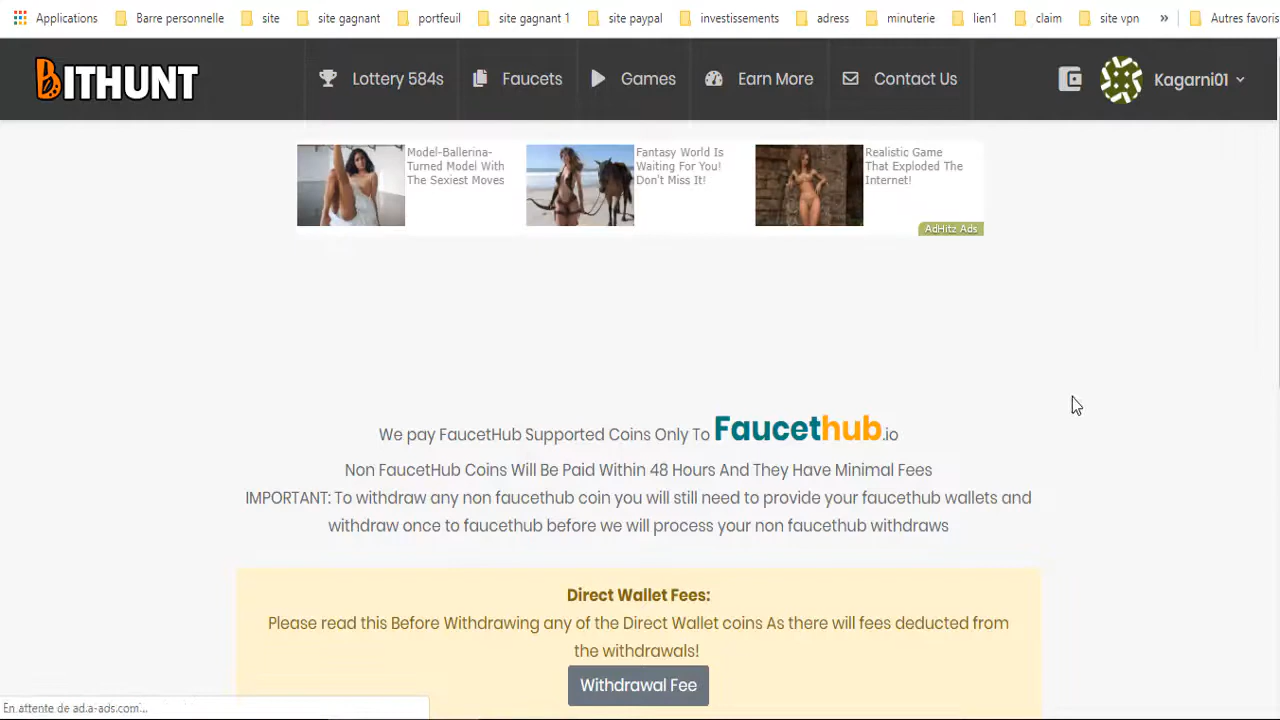 Applications Barre personnelle site site gagnant portfeuil site gagnant 1 site paypal investissements adress minuterie lien1 claim site vpn » Autres favoris
BITHUNT Lottery 584s Faucets Games Earn More Contact Us Kagarni01
Model-Ballerina-
Turned Model With
The Sexiest Moves
Fantasy World Is
Waiting For You!
Don't Miss It!
Realistic Game
That Exploded The
Internet!
AdHitz Ads
We pay FaucetHub Supported Coins Only To Faucethub.io
Non FaucetHub Coins Will Be Paid Within 48 Hours And They Have Minimal Fees
IMPORTANT: To withdraw any non faucethub coin you will still need to provide your faucethub wallets and
withdraw once to faucethub before we will process your non faucethub withdraws
Direct Wallet Fees:
Please read this Before Withdrawing any of the Direct Wallet coins As there will fees deducted from
the withdrawals!
Withdrawal Fee
En attente de ad.a-ads.com...